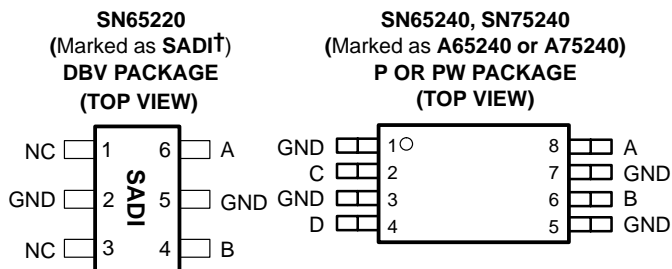 SN65220
(Marked as SADI†)
DBV PACKAGE
(TOP VIEW)
NC 1 6 A
GND 2 SADI 5 GND
NC 3 4 B
SN65240, SN75240
(Marked as A65240 or A75240)
P OR PW PACKAGE
(TOP VIEW)
GND 1 8 A
C 2 7 GND
GND 3 6 B
D 4 5 GND